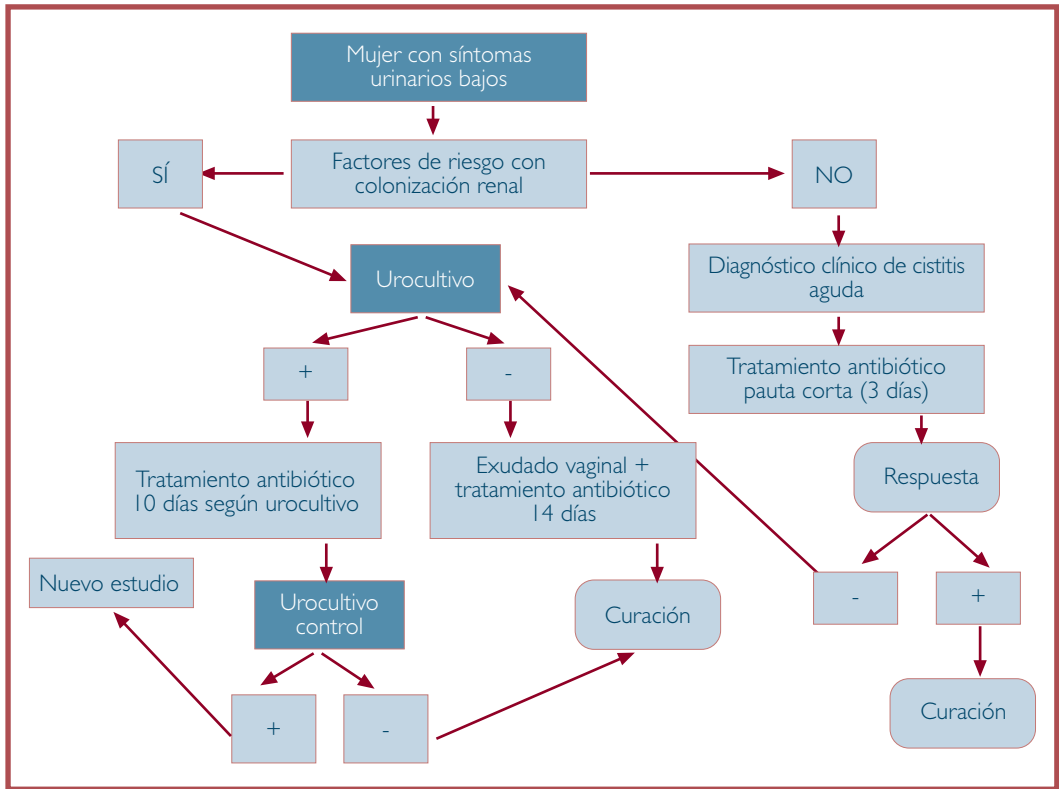 Mujer con síntomas
urinarios bajos
SÍ
Factores de riesgo con
colonización renal
NO
Urocultivo
Diagnóstico clínico de cistitis
aguda
+
-
Tratamiento antibiótico
pauta corta (3 días)
Tratamiento antibiótico
10 días según urocultivo
Exudado vaginal +
tratamiento antibiótico
14 días
Respuesta
Nuevo estudio
Urocultivo
control
Curación
-
+
+
-
Curación